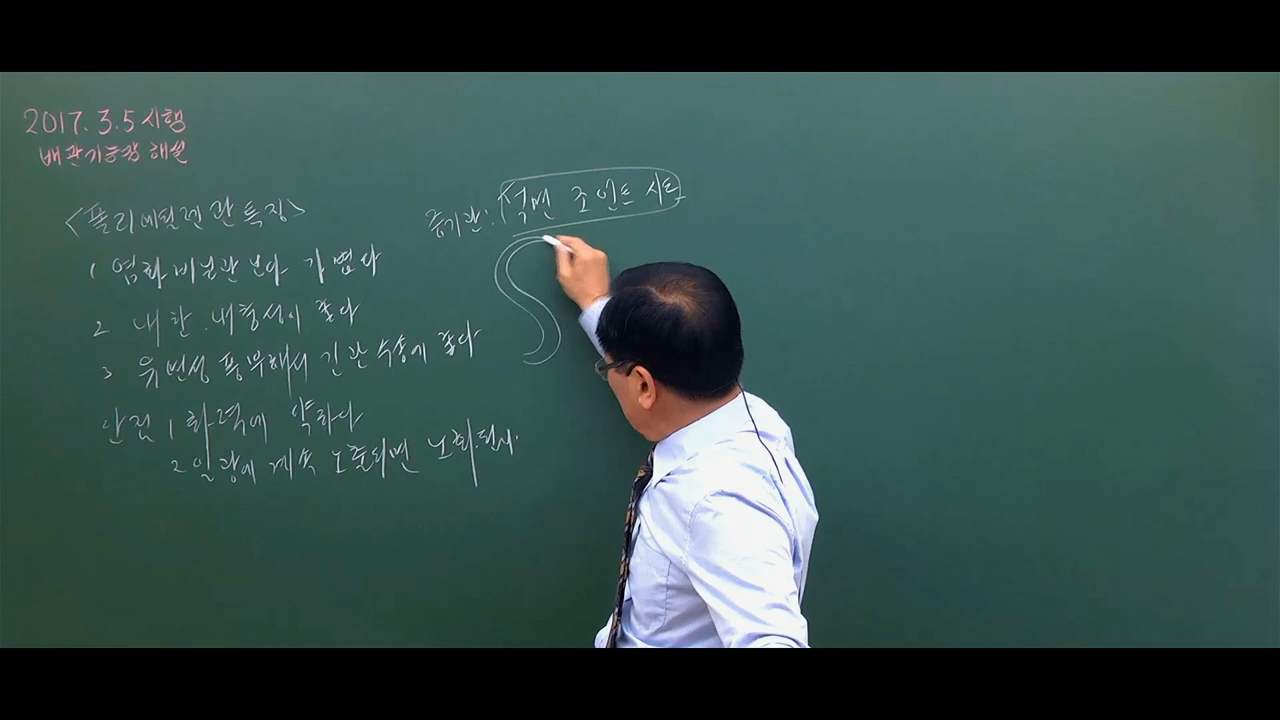 2017. 3.5 시행
배관기능장 해설
<폴리에틸렌관 특징>
1 염화비닐관 보다 가볍다
2 내한.내충성이 좋다
3 유연성 풍부해서 긴관 수송에 좋다
단점 1 화력에 약하다
2 일광에 계속 노출되면 노화된다.
증기관: 석면 조인트 시트